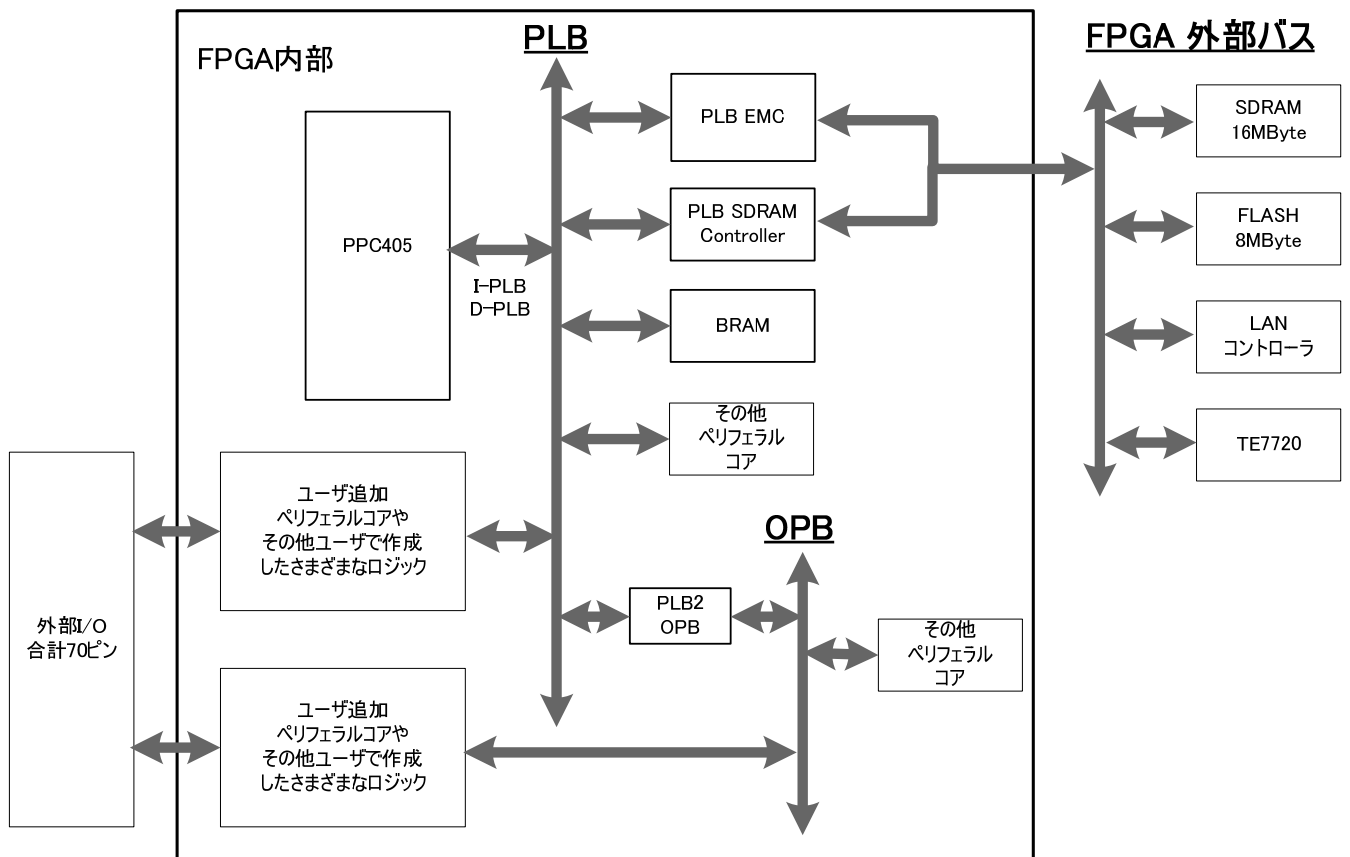 FPGA内部
PLB
FPGA 外部バス
PPC405
I-PLB
D-PLB
PLB EMC
PLB SDRAM
Controller
BRAM
その他
ペリフェラル
コア
SDRAM
16MByte
FLASH
8MByte
LAN
コントローラ
TE7720
外部I/O
合計70ピン
ユーザ追加
ペリフェラルコアや
その他ユーザで作成
したさまざまなロジック
OPB
PLB2
OPB
その他
ペリフェラル
コア
ユーザ追加
ペリフェラルコアや
その他ユーザで作成
したさまざまなロジック